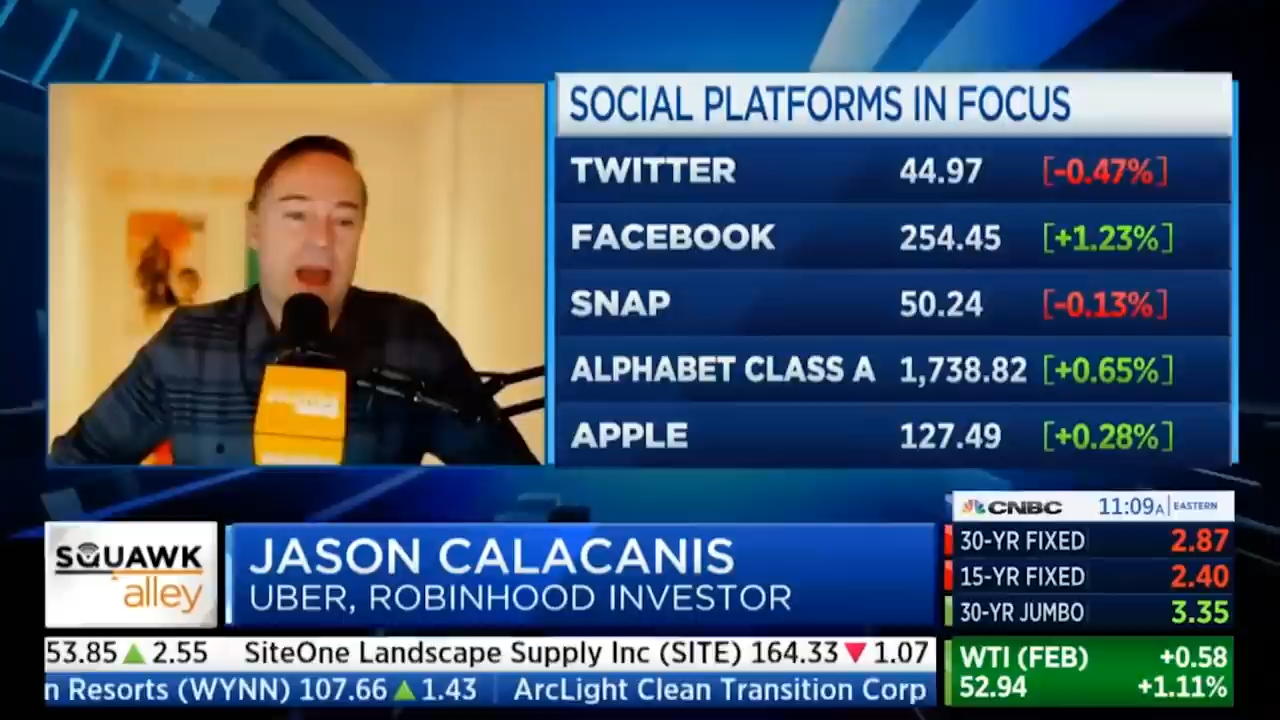 SOCIAL PLATFORMS IN FOCUS
TWITTER 44.97 [-0.47%]
FACEBOOK 254.45 [+1.23%]
SNAP 50.24 [-0.13%]
ALPHABET CLASS A 1,738.82 [+0.65%]
APPLE 127.49 [+0.28%]
CNBC 11:09A EASTERN
30-YR FIXED 2.87
15-YR FIXED 2.40
30-YR JUMBO 3.35
WTI (FEB) +0.58
52.94 +1.11%
SQUAWK
alley
JASON CALACANIS
UBER, ROBINHOOD INVESTOR
53.85 ▲ 2.55 SiteOne Landscape Supply Inc (SITE) 164.33 ▼ 1.07
n Resorts (WYNN) 107.66 ▲ 1.43 ArcLight Clean Transition Corp